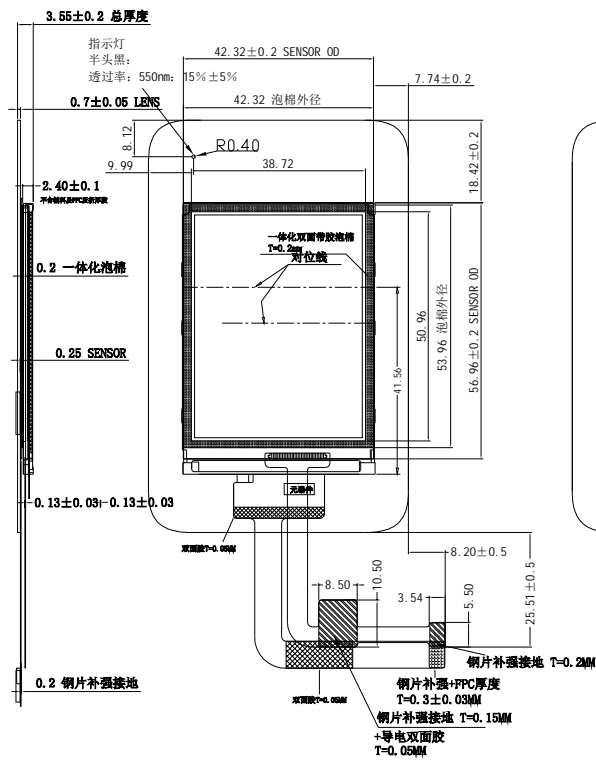 3.55±0.2 总厚度
指示灯
半头黑:
透过率: 550nm: 15%±5%
42.32±0.2 SENSOR OD
7.74±0.2
0.7±0.05 LENS
42.32 泡棉外径
8.12
R0.40
18.42±0.2
9.99
38.72
2.40±0.1
一体化双面带胶泡棉
T=0.2mm
对位线
0.2 一体化泡棉
50.96
53.96 泡棉外径
56.96±0.2 SENSOR OD
0.25 SENSOR
41.56
0.13±0.03
0.13±0.03
元器件
双面胶T=0.05MM
8.20±0.5
25.51±0.5
8.50
10.50
3.54
5.50
钢片补强接地 T=0.2MM
0.2 钢片补强接地
钢片补强+FPC厚度
T=0.3±0.03MM
双面胶T=0.05MM
钢片补强接地 T=0.15MM
+导电双面胶
T=0.05MM